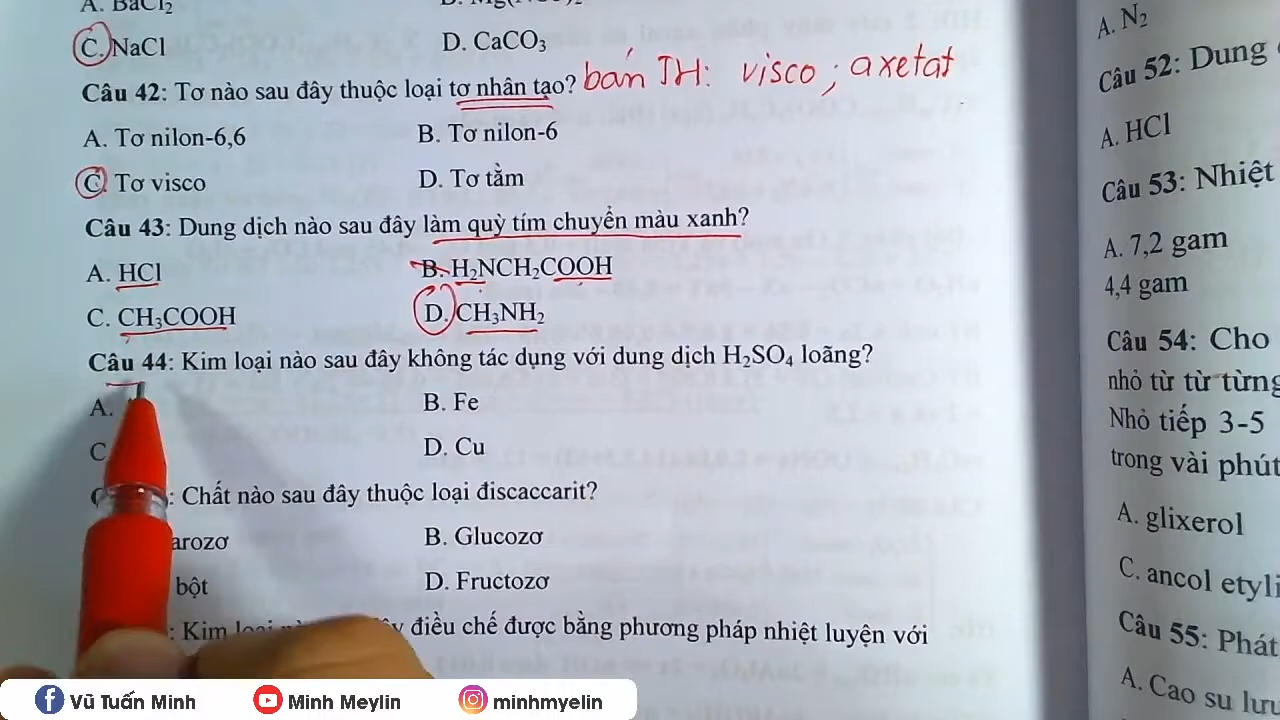 A. BaCl₂
C. NaCl
D. CaCO₃
Câu 42: Tơ nào sau đây thuộc loại tơ nhân tạo? bán TH: visco; axetat
A. Tơ nilon-6,6
B. Tơ nilon-6
C. Tơ visco
D. Tơ tằm
Câu 43: Dung dịch nào sau đây làm quỳ tím chuyển màu xanh?
A. HCl
B. H₂NCH₂COOH
C. CH₃COOH
D. CH₃NH₂
Câu 44: Kim loại nào sau đây không tác dụng với dung dịch H₂SO₄ loãng?
A.
B. Fe
C
D. Cu
: Chất nào sau đây thuộc loại đisaccarit?
arozơ
B. Glucozơ
bột
D. Fructozơ
: Kim điều chế được bằng phương pháp nhiệt luyện với
A. N₂
Câu 52: Dung
A. HCl
Câu 53: Nhiệt
A. 7,2 gam
4,4 gam
Câu 54: Cho
nhỏ từ từ từng
Nhỏ tiếp 3-5
trong vài phút
A. glixerol
C. ancol etyli
Câu 55: Phát
A. Cao su lưu
Vũ Tuấn Minh
Minh Meylin
minhmyelin